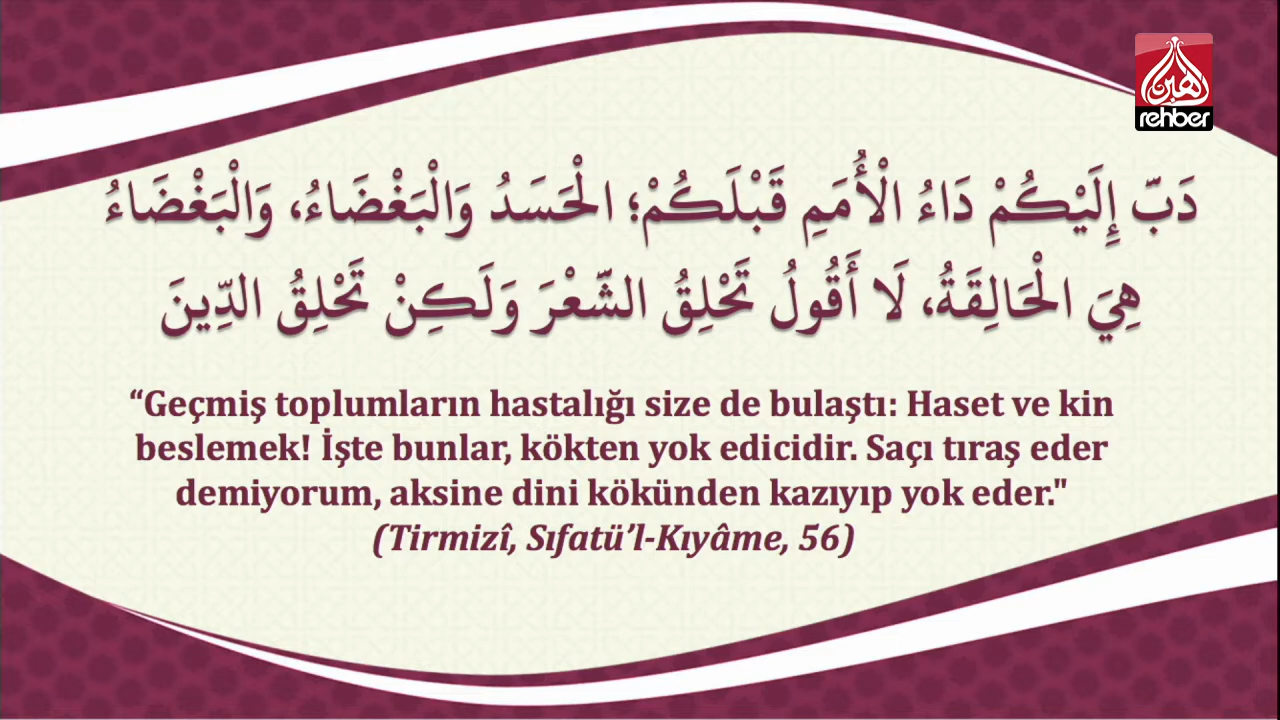 رهبر
rehber
دَبّ إِلَيْكُمْ دَاءُ الْأُمَمِ قَبْلَكُمْ؛ الْحَسَدُ وَالْبَغْضَاءُ، وَالْبَغْضَاءُ
هِيَ الْحَالِقَةُ، لَا أَقُولُ تَحْلِقُ الشّعْرَ وَلَكِنْ تَحْلِقُ الدِّينَ
“Geçmiş toplumların hastalığı size de bulaştı: Haset ve kin
beslemek! İşte bunlar, kökten yok edicidir. Saçı tıraş eder
demiyorum, aksine dini kökünden kazıyıp yok eder."
(Tirmizî, Sıfatü’l-Kıyâme, 56)